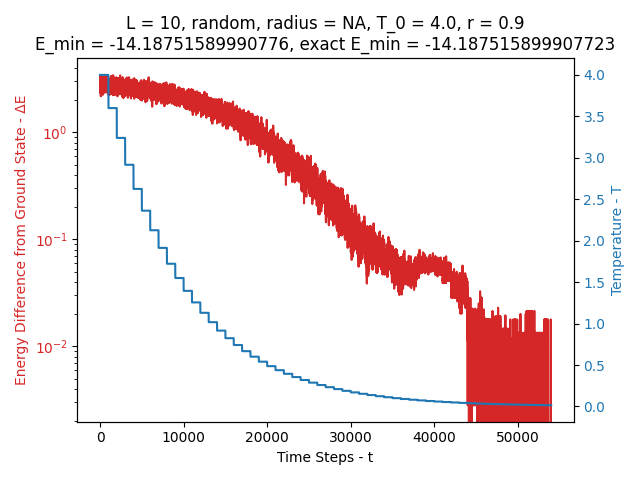 L = 10, random, radius = NA, T_0 = 4.0, r = 0.9
E_min = -14.18751589990776, exact E_min = -14.187515899907723
Energy Difference from Ground State - ΔE
10⁰
10⁻¹
10⁻²
4.0
3.5
3.0
2.5
2.0
1.5
1.0
0.5
0.0
Temperature - T
0 10000 20000 30000 40000 50000
Time Steps - t